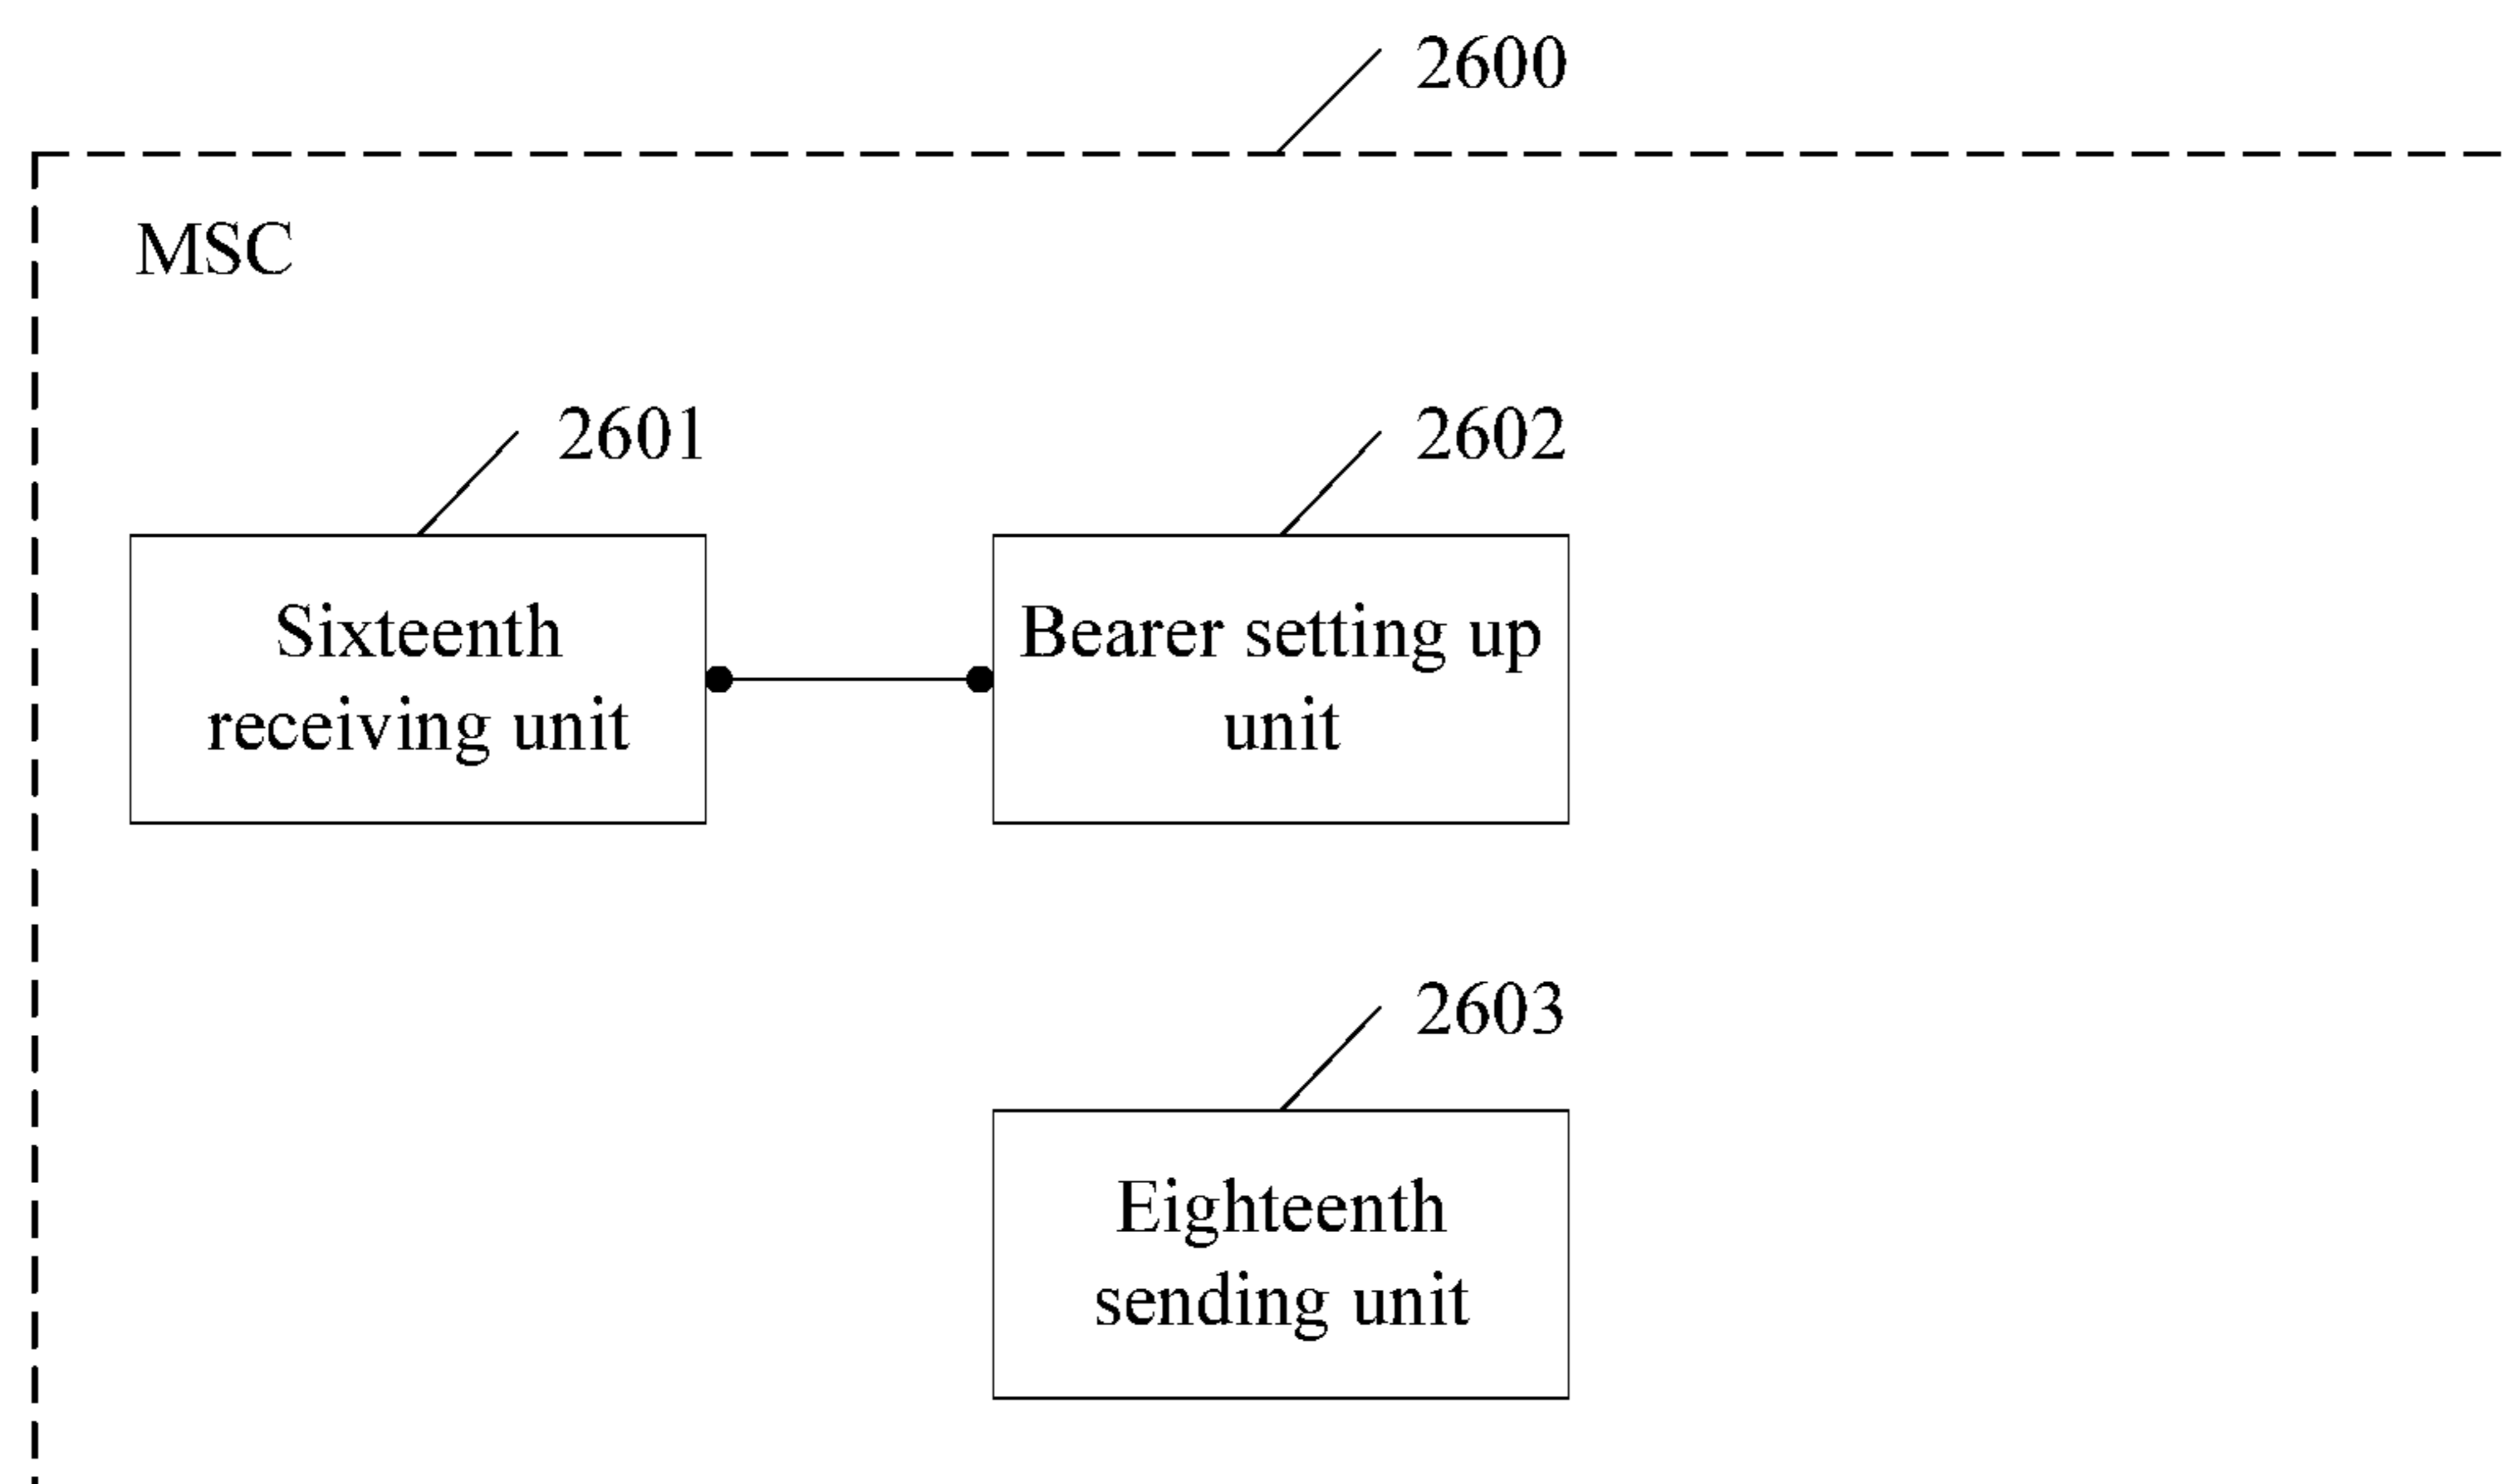 2600
MSC
2601
2602
Sixteenth
receiving unit
Bearer setting up
unit
2603
Eighteenth
sending unit